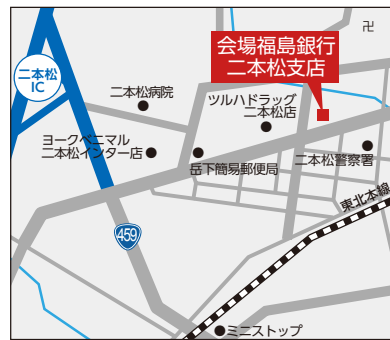 会場福島銀行
二本松支店
二本松
IC
二本松病院
ツルハドラッグ
二本松店
ヨークベニマル
二本松インター店
岳下簡易郵便局
二本松警察署
東北本線
459
ミニストップ